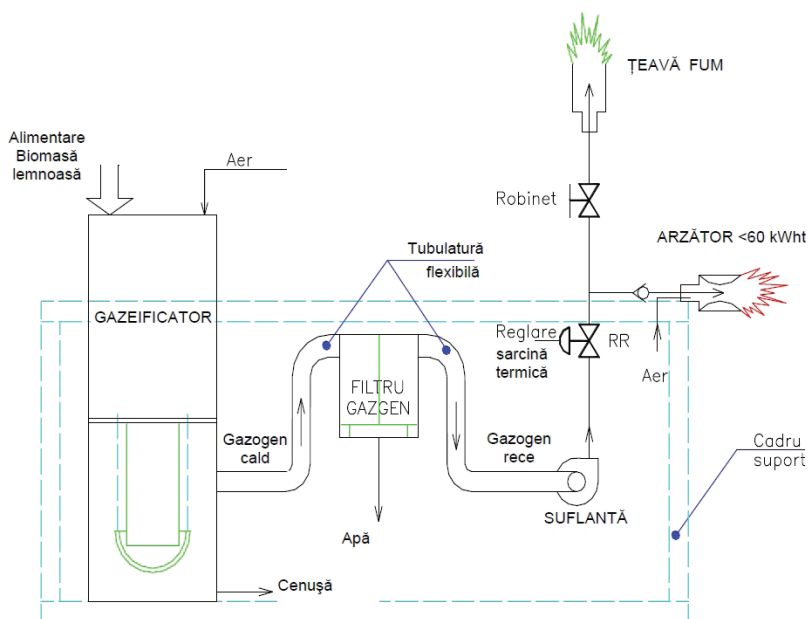 ȚEAVĂ FUM
Alimentare
Biomasă
lemnoasă
Aer
Robinet
ARZĂTOR <60 kWht
Tubulatură
flexibilă
GAZEIFICATOR
Reglare
sarcină
termică
RR
Aer
FILTRU
GAZGEN
Gazogen
cald
Gazogen
rece
Cadru
suport
SUFLANTĂ
Apă
Cenuşă